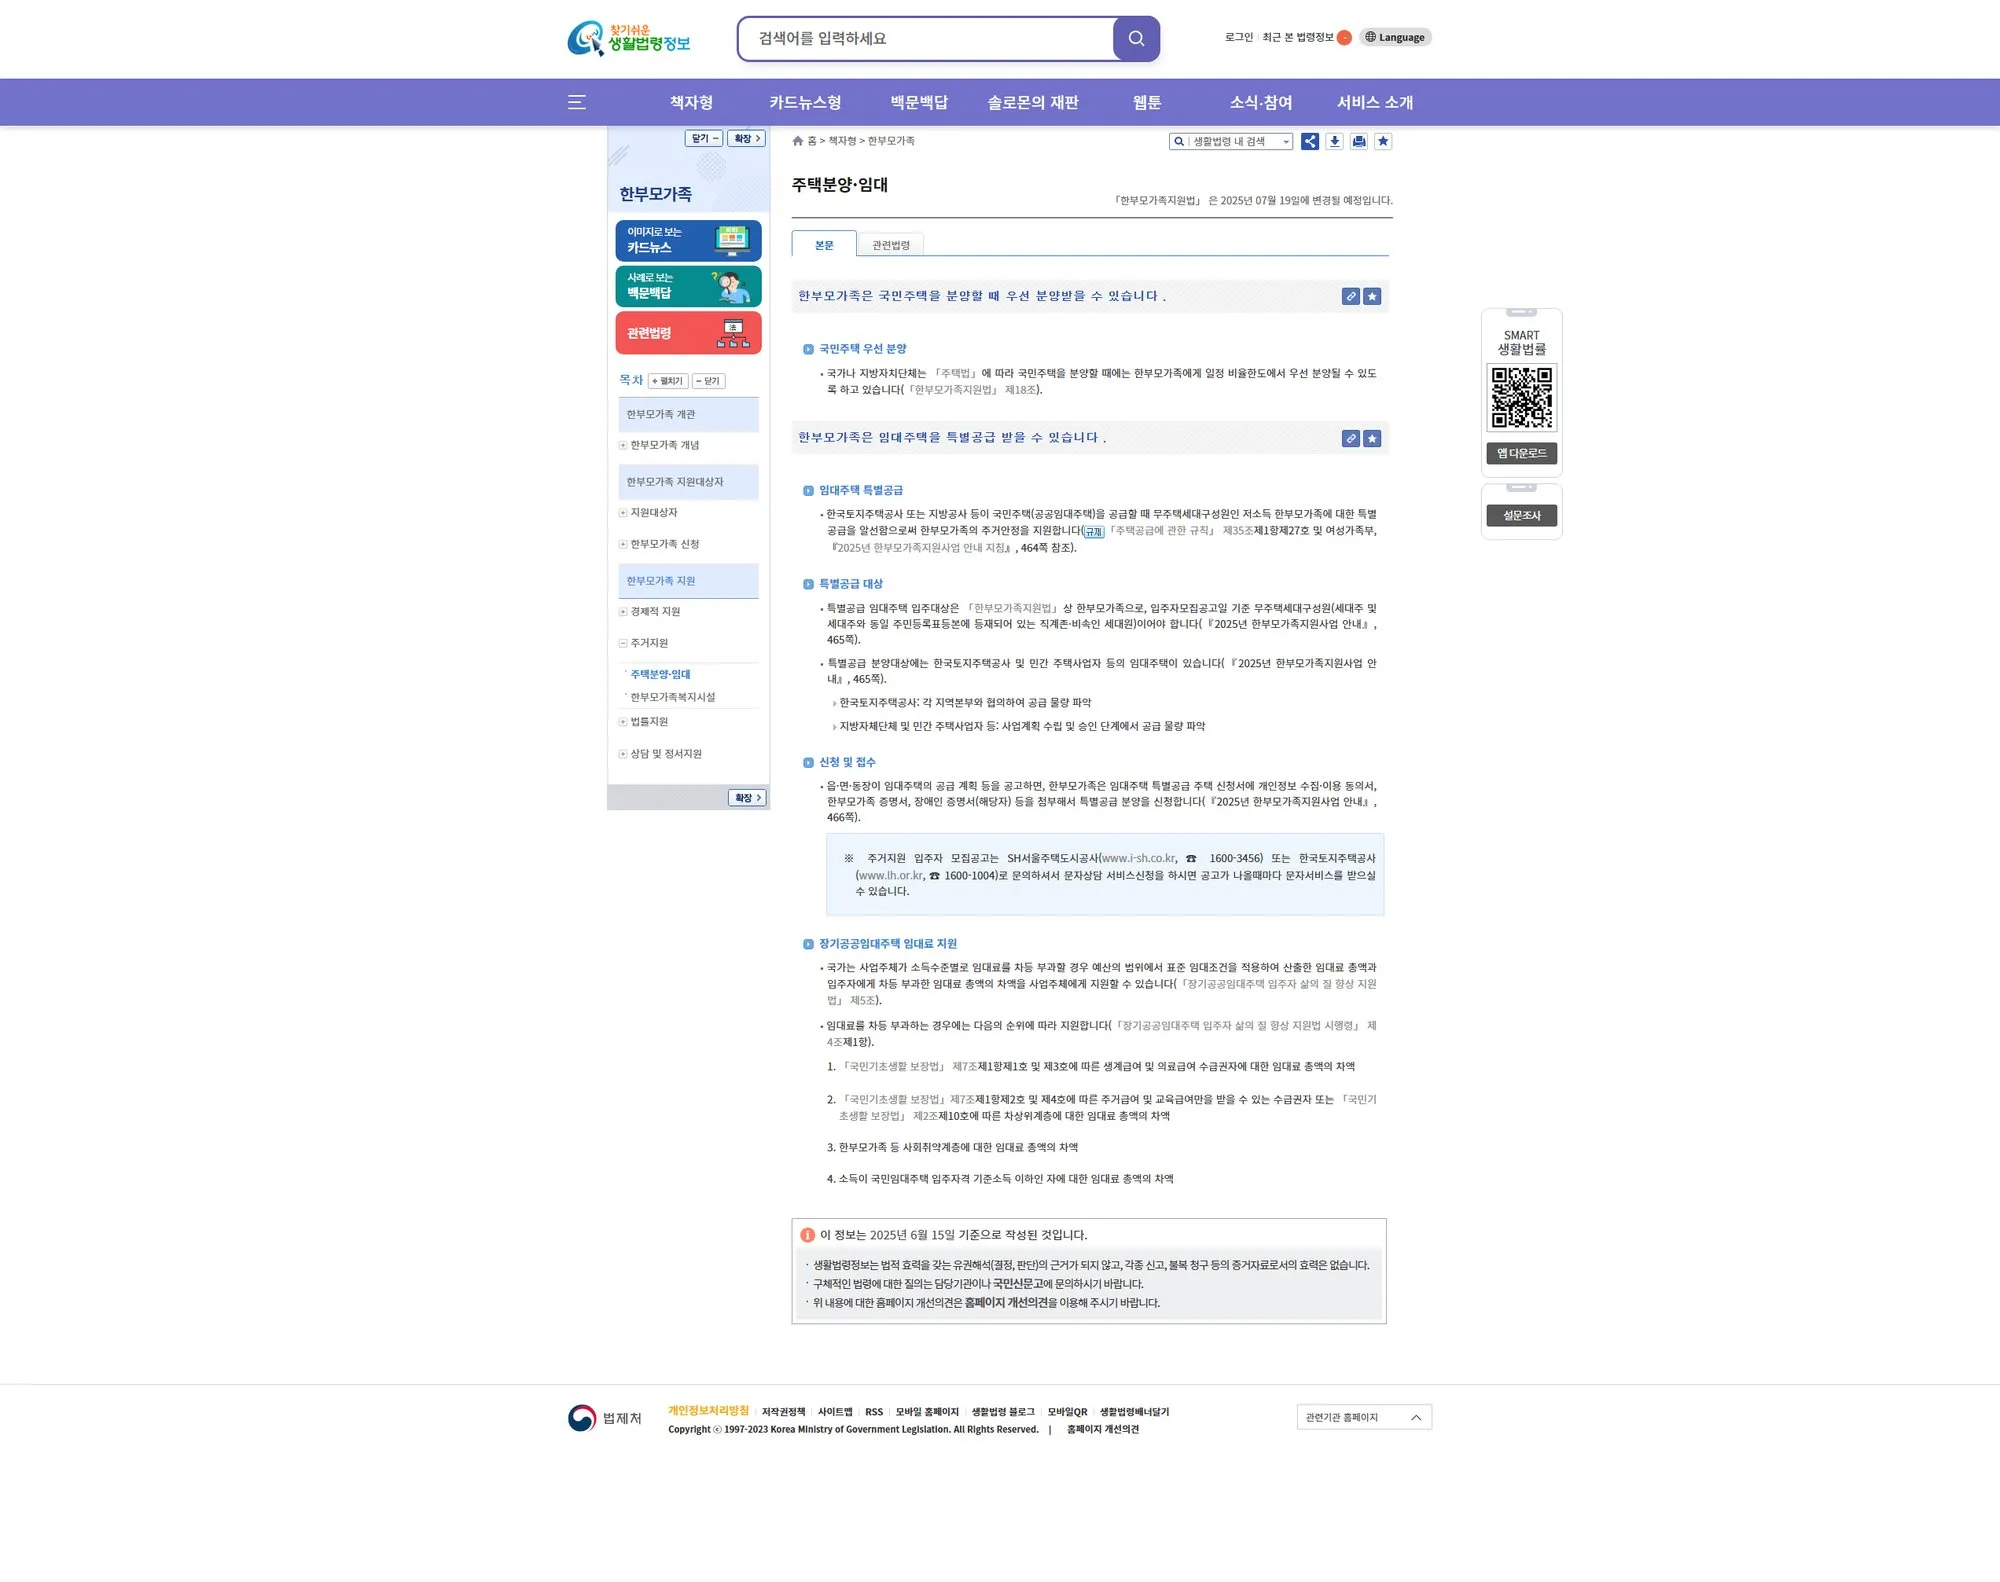 찾기쉬운
생활법령정보
검색어를 입력하세요
로그인 최근 본 법령정보 Language
책자형 카드뉴스형 백문백답 솔로몬의 재판 웹툰 소식·참여 서비스 소개
닫기 − 확장 >
한부모가족
이미지로 보는
카드뉴스
사례로 보는
백문백답
관련법령
法
목차 + 펼치기 − 닫기
한부모가족 개관
한부모가족 개념
한부모가족 지원대상자
지원대상자
한부모가족 신청
한부모가족 지원
경제적 지원
주거지원
주택분양·임대
한부모가족복지시설
법률지원
상담 및 정서지원
확장 >
홈 > 책자형 > 한부모가족
생활법령 내 검색
주택분양·임대
「한부모가족지원법」 은 2025년 07월 19일에 변경될 예정입니다.
본문 관련법령
한부모가족은 국민주택을 분양할 때 우선 분양받을 수 있습니다 .
국민주택 우선 분양
· 국가나 지방자치단체는 「주택법」에 따라 국민주택을 분양할 때에는 한부모가족에게 일정 비율한도에서 우선 분양될 수 있도
록 하고 있습니다(「한부모가족지원법」 제18조).
한부모가족은 임대주택을 특별공급 받을 수 있습니다 .
임대주택 특별공급
· 한국토지주택공사 또는 지방공사 등이 국민주택(공공임대주택)을 공급할 때 무주택세대구성원인 저소득 한부모가족에 대한 특별
공급을 알선함으로써 한부모가족의 주거안정을 지원합니다(규제「주택공급에 관한 규칙」 제35조제1항제27호 및 여성가족부,
『2025년 한부모가족지원사업 안내 지침』, 464쪽 참조).
특별공급 대상
· 특별공급 임대주택 입주대상은 「한부모가족지원법」상 한부모가족으로, 입주자모집공고일 기준 무주택세대구성원(세대주 및
세대주와 동일 주민등록표등본에 등재되어 있는 직계존·비속인 세대원)이어야 합니다(『2025년 한부모가족지원사업 안내』,
465쪽).
· 특별공급 분양대상에는 한국토지주택공사 및 민간 주택사업자 등의 임대주택이 있습니다(『2025년 한부모가족지원사업 안
내』, 465쪽).
한국토지주택공사: 각 지역본부와 협의하여 공급 물량 파악
지방자체단체 및 민간 주택사업자 등: 사업계획 수립 및 승인 단계에서 공급 물량 파악
신청 및 접수
· 읍·면·동장이 임대주택의 공급 계획 등을 공고하면, 한부모가족은 임대주택 특별공급 주택 신청서에 개인정보 수집·이용 동의서,
한부모가족 증명서, 장애인 증명서(해당자) 등을 첨부해서 특별공급 분양을 신청합니다(『2025년 한부모가족지원사업 안내』,
466쪽).
※ 주거지원 입주자 모집공고는 SH서울주택도시공사(www.i-sh.co.kr, ☎ 1600-3456) 또는 한국토지주택공사
(www.lh.or.kr, ☎ 1600-1004)로 문의하셔서 문자상담 서비스신청을 하시면 공고가 나올때마다 문자서비스를 받으실
수 있습니다.
장기공공임대주택 임대료 지원
· 국가는 사업주체가 소득수준별로 임대료를 차등 부과할 경우 예산의 범위에서 표준 임대조건을 적용하여 산출한 임대료 총액과
입주자에게 차등 부과한 임대료 총액의 차액을 사업주체에게 지원할 수 있습니다(「장기공공임대주택 입주자 삶의 질 향상 지원
법」 제5조).
· 임대료를 차등 부과하는 경우에는 다음의 순위에 따라 지원합니다(「장기공공임대주택 입주자 삶의 질 향상 지원법 시행령」 제
4조제1항).
1. 「국민기초생활 보장법」 제7조제1항제1호 및 제3호에 따른 생계급여 및 의료급여 수급권자에 대한 임대료 총액의 차액
2. 「국민기초생활 보장법」제7조제1항제2호 및 제4호에 따른 주거급여 및 교육급여만을 받을 수 있는 수급권자 또는 「국민기
초생활 보장법」 제2조제10호에 따른 차상위계층에 대한 임대료 총액의 차액
3. 한부모가족 등 사회취약계층에 대한 임대료 총액의 차액
4. 소득이 국민임대주택 입주자격 기준소득 이하인 자에 대한 임대료 총액의 차액
이 정보는 2025년 6월 15일 기준으로 작성된 것입니다.
· 생활법령정보는 법적 효력을 갖는 유권해석(결정, 판단)의 근거가 되지 않고, 각종 신고, 불복 청구 등의 증거자료로서의 효력은 없습니다.
· 구체적인 법령에 대한 질의는 담당기관이나 국민신문고에 문의하시기 바랍니다.
· 위 내용에 대한 홈페이지 개선의견은 홈페이지 개선의견을 이용해 주시기 바랍니다.
SMART
생활법률
앱 다운로드
설문조사
법제처
개인정보처리방침 저작권정책 사이트맵 RSS 모바일 홈페이지 생활법령 블로그 모바일QR 생활법령배너달기
Copyright ⓒ 1997-2023 Korea Ministry of Government Legislation. All Rights Reserved. | 홈페이지 개선의견
관련기관 홈페이지